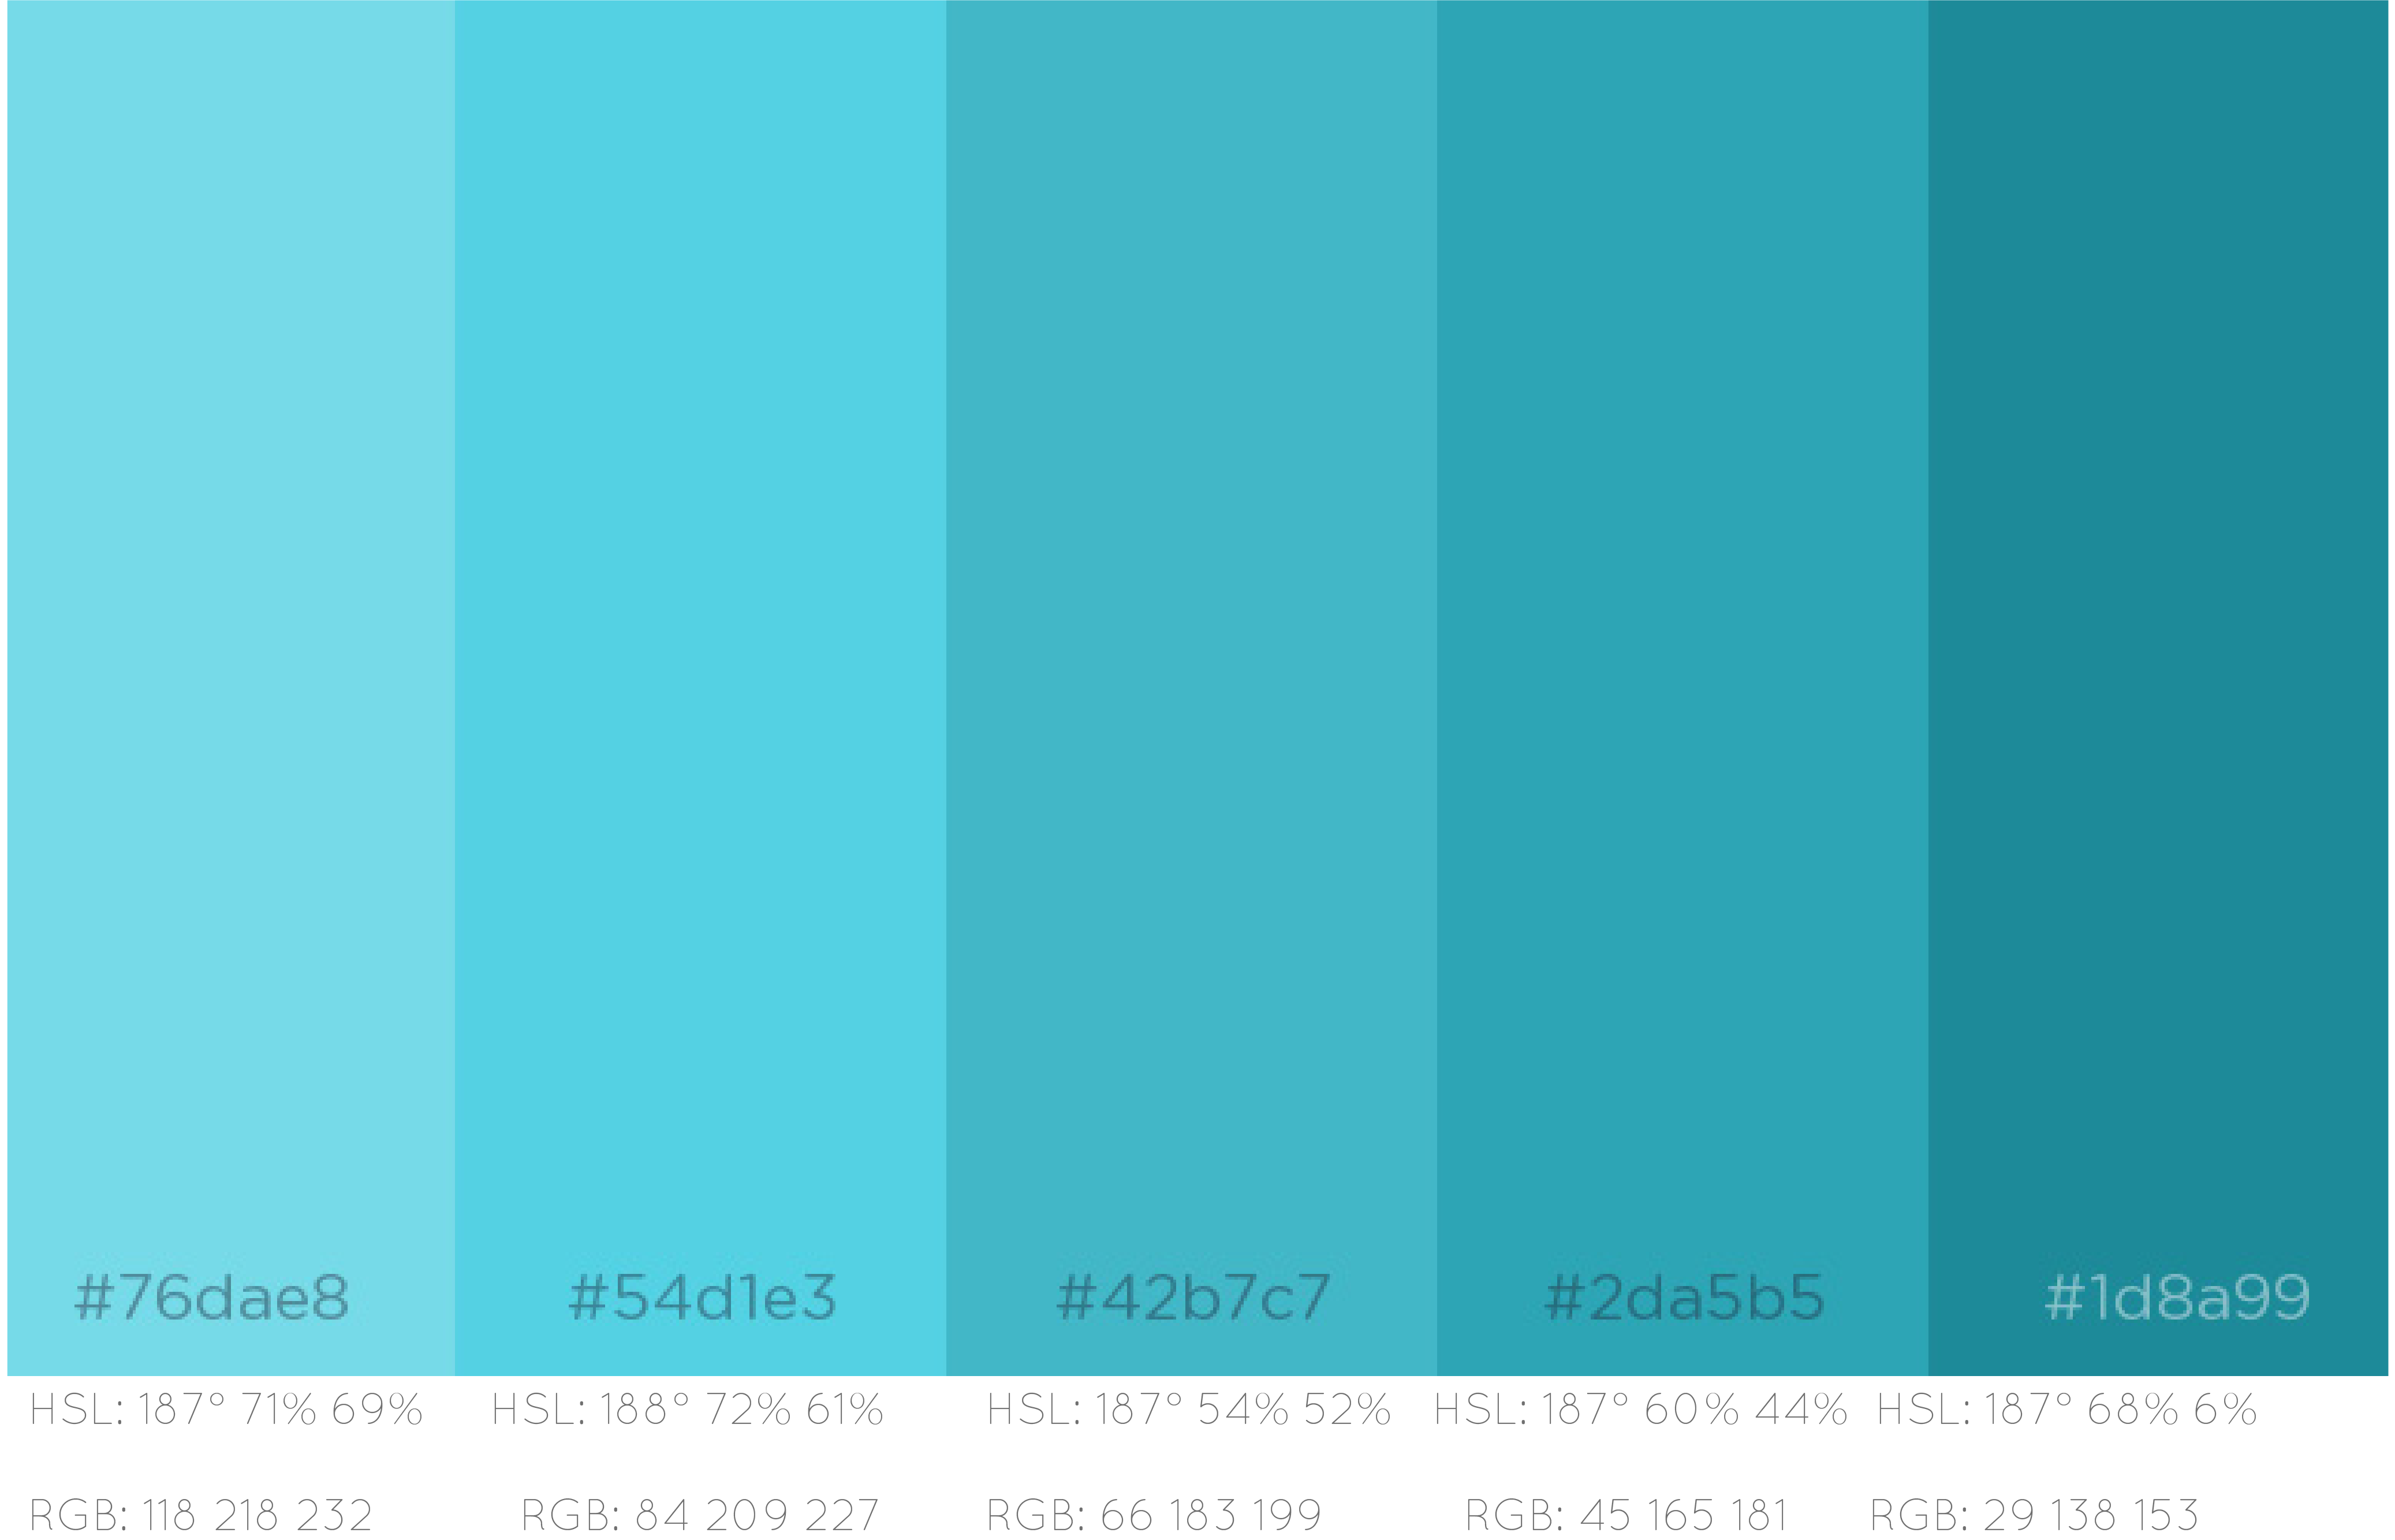 #76dae8 #54d1e3 #42b7c7 #2da5b5 #1d8a99
HSL: 187° 71% 69% HSL: 188° 72% 61% HSL: 187° 54% 52% HSL: 187° 60% 44% HSL: 187° 68% 6%
RGB: 118 218 232 RGB: 84 209 227 RGB: 66 183 199 RGB: 45 165 181 RGB: 29 138 153